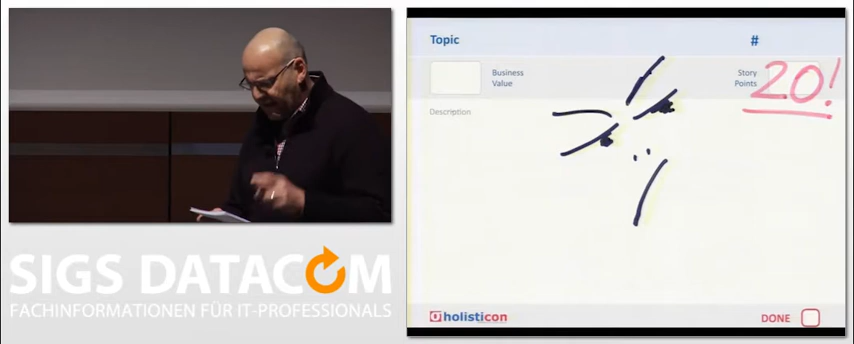 Topic
#
Business
Value
Story
Points
20!
Description
SIGS DATACOM
FACHINFORMATIONEN FÜR IT-PROFESSIONALS
holisticon
DONE